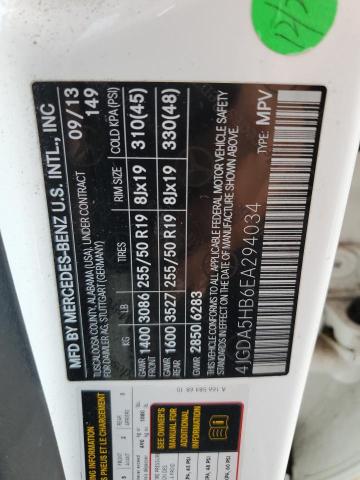 MFD BY MERCEDES-BENZ U.S. INTL., INC
TUSCALOOSA COUNTY, ALABAMA (USA) UNDER CONTRACT
FOR DAIMLER AG, STUTTGART (GERMANY)
09/13
149
KG LB TIRES RIM SIZE COLD KPA(PSI)
GAWR 1400 3086 255/50 R19 8Jx19 310(45)
GAWR 1600 3527 255/50 R19 8Jx19 330(48)
GVWR 2850 6283
THIS VEHICLE CONFORMS TO ALL APPLICABLE FEDERAL MOTOR VEHICLE SAFETY
STANDARDS IN EFFECT ON THE DATE OF MANUFACTURE SHOWN ABOVE.
4JGDA5HB6EA294034 TYPE: MPV
SEE OWNER'S
MANUAL FOR
ADDITIONAL
INFORMATION